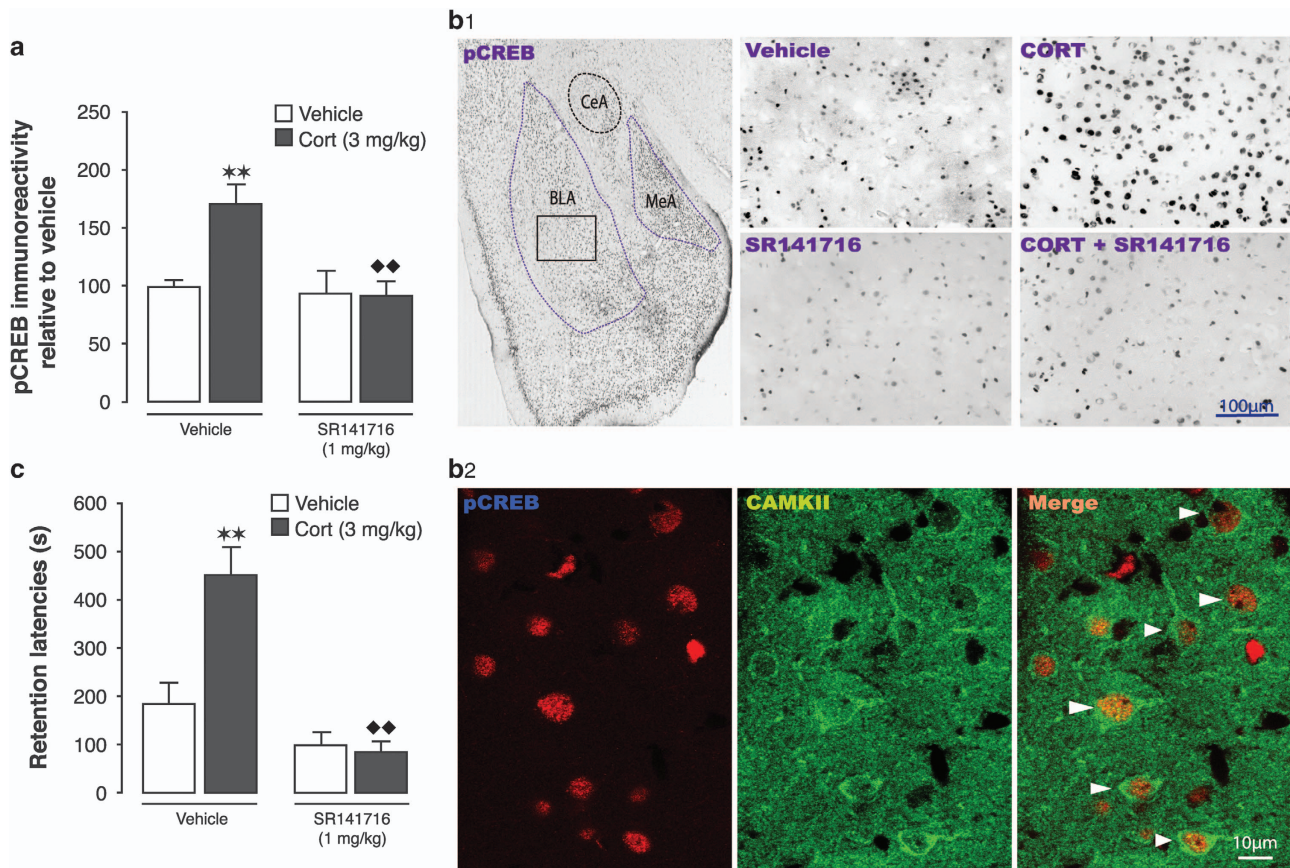 a
250
200
150
100
50
0
pCREB immunoreactivity
relative to vehicle
Vehicle
Cort (3 mg/kg)
✶✶
◆◆
Vehicle
SR141716
(1 mg/kg)
b1
pCREB
CeA
BLA
MeA
Vehicle
CORT
SR141716
CORT + SR141716
100µm
c
600
500
400
300
200
100
0
Retention latencies (s)
Vehicle
Cort (3 mg/kg)
✶✶
◆◆
Vehicle
SR141716
(1 mg/kg)
b2
pCREB
CAMKII
Merge
10µm